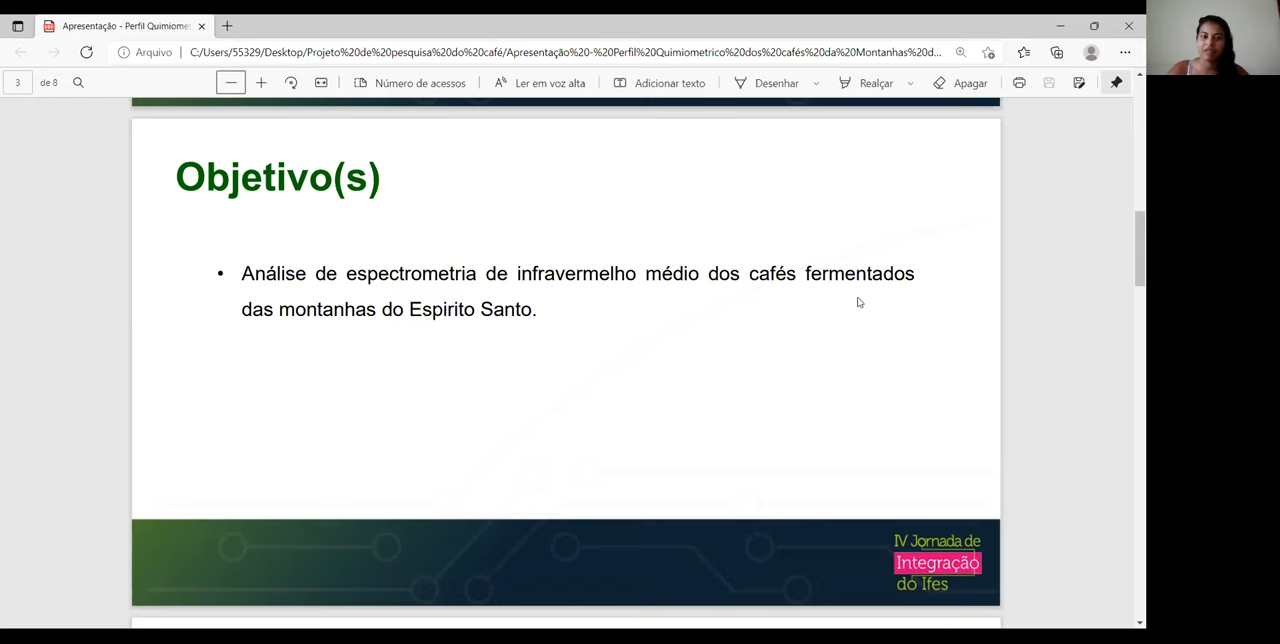 Apresentação - Perfil Quimiome
Arquivo
C:/Users/55329/Desktop/Projeto%20de%20pesquisa%20do%20café/Apresentação%20-%20Perfil%20Quimiometrico%20dos%20cafés%20da%20Montanhas%20d...
3 de 8
Número de acessos
Ler em voz alta
Adicionar texto
Desenhar
Realçar
Apagar
Objetivo(s)
• Análise de espectrometria de infravermelho médio dos cafés fermentados
das montanhas do Espirito Santo.
IV Jornada de
Integração
do Ifes